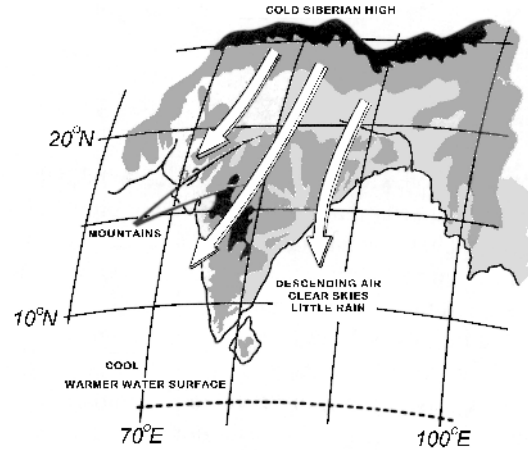 COLD SIBERIAN HIGH
20°N
MOUNTAINS
DESCENDING AIR
CLEAR SKIES
LITTLE RAIN
10°N
COOL
WARMER WATER SURFACE
70°E
100°E